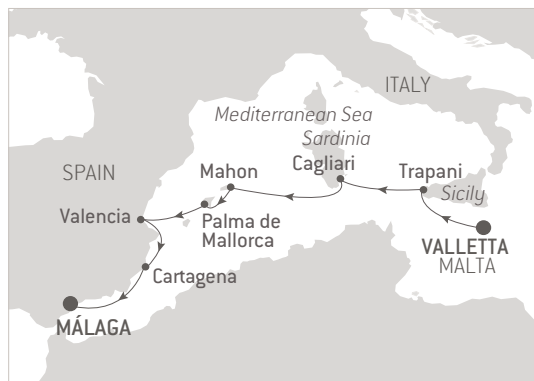 ITALY
Mediterranean Sea
Sardinia
Cagliari
SPAIN
Mahon
Trapani
Sicily
Valencia
Palma de
Mallorca
VALLETTA
MALTA
Cartagena
MÁLAGA